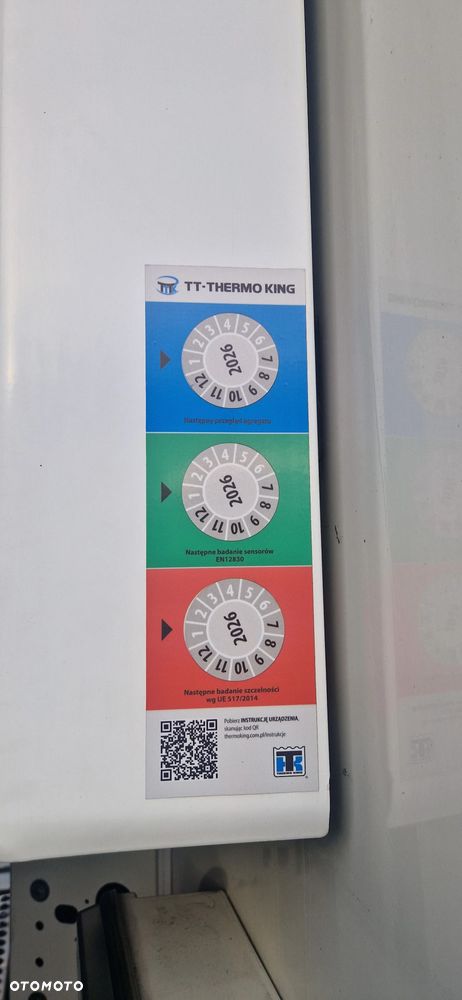 TT-THERMO KING
1 2 3 4 5 6 7 8 9 10 11 12
2026
Następny przegląd agregatu
1 2 3 4 5 6 7 8 9 10 11 12
2026
Następne badanie sensorów
EN12830
1 2 3 4 5 6 7 8 9 10 11 12
2026
Następne badanie szczelności
wg UE 517/2014
Pobierz INSTRUKCJĘ URZĄDZENIA,
skanując kod QR
thermoking.com.pl/instrukcje
THERMO KING
OTOMOTO